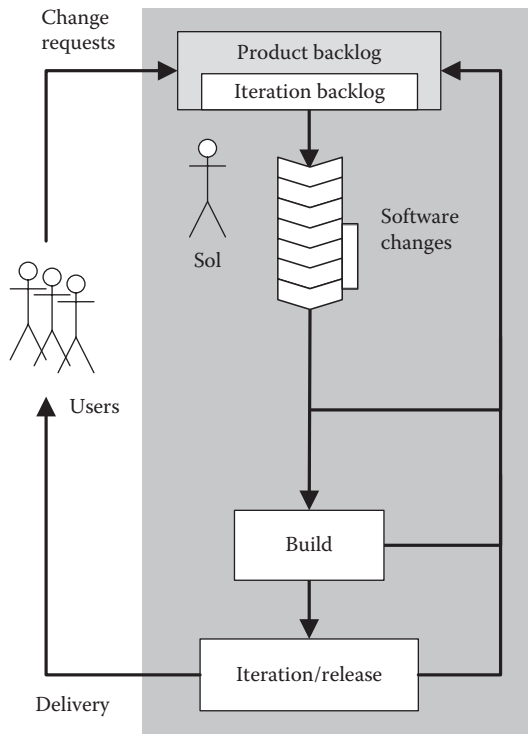 Change
requests
Product backlog
Iteration backlog
Sol
Software
changes
Users
Build
Iteration/release
Delivery